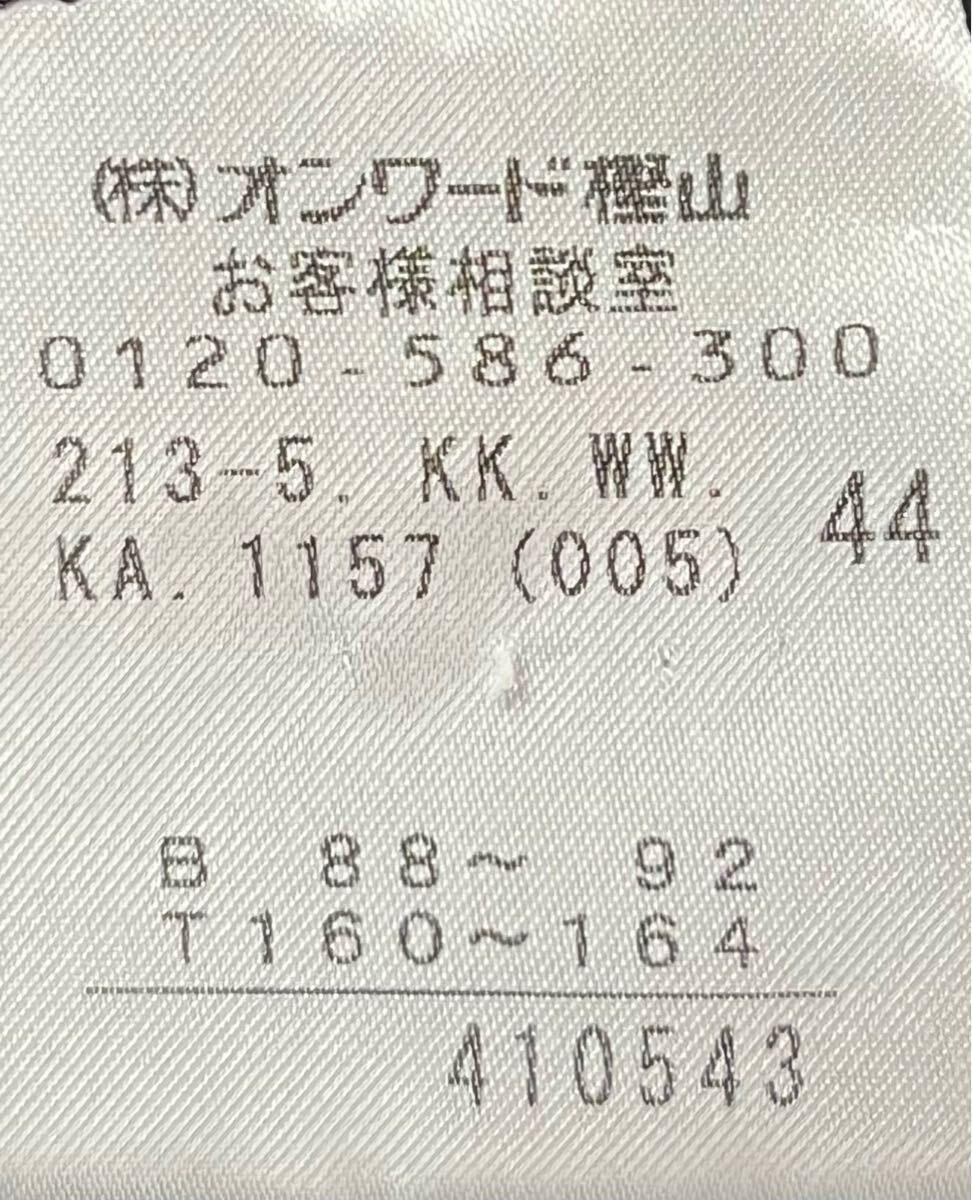 (株)オンワード樫山
お客様相談室
0120-586-300
213-5. KK. WW.
KA. 1157 (005) 44
B 88～ 92
T160～164
410543